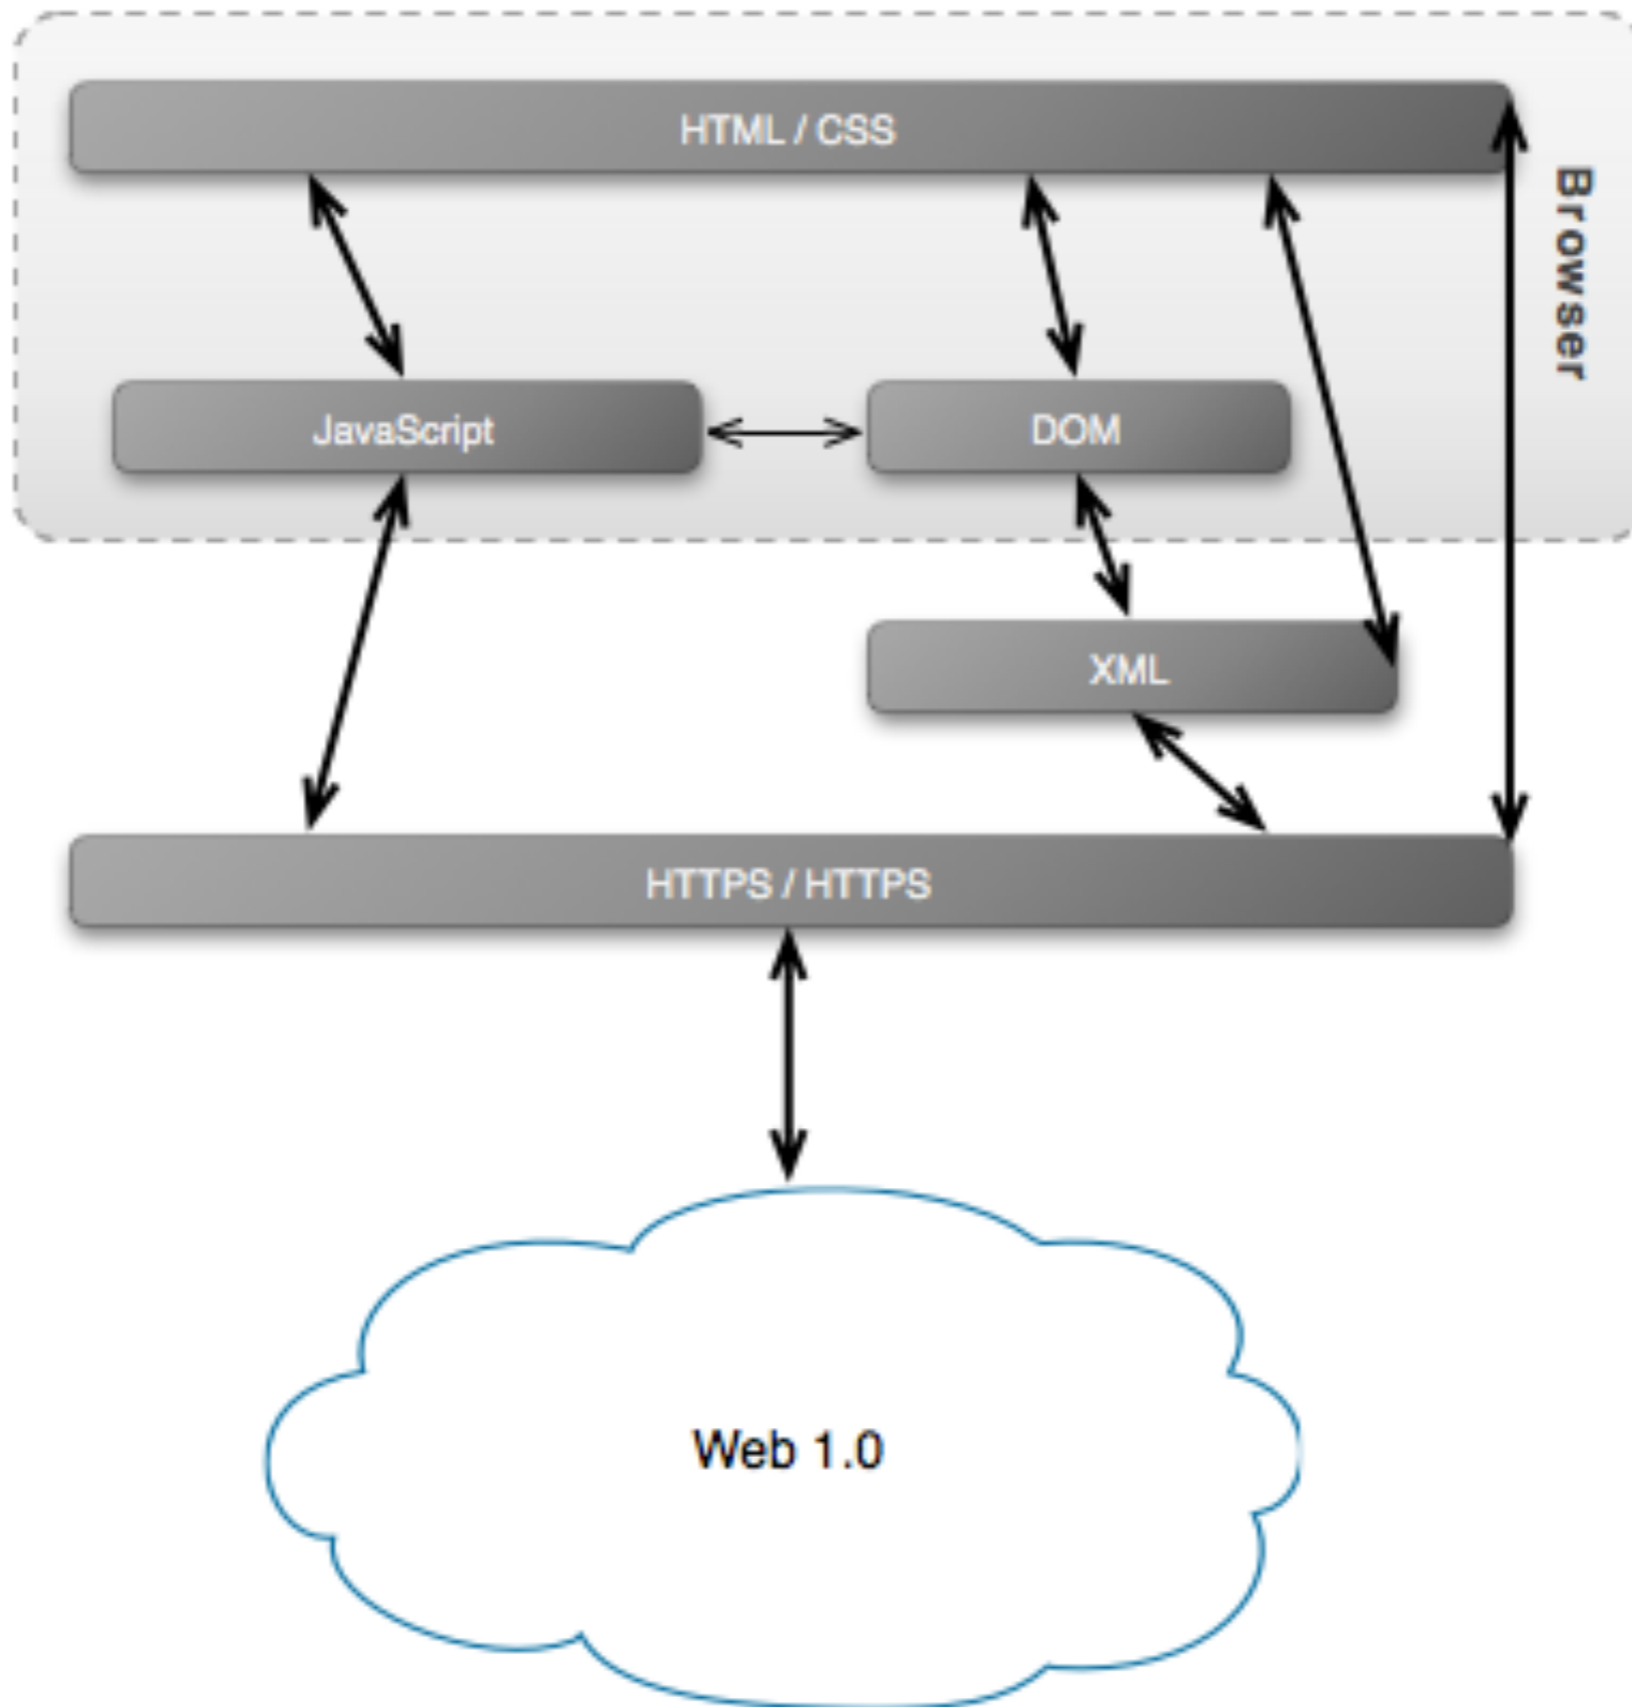 HTML / CSS
Browser
JavaScript
DOM
XML
HTTPS / HTTPS
Web 1.0